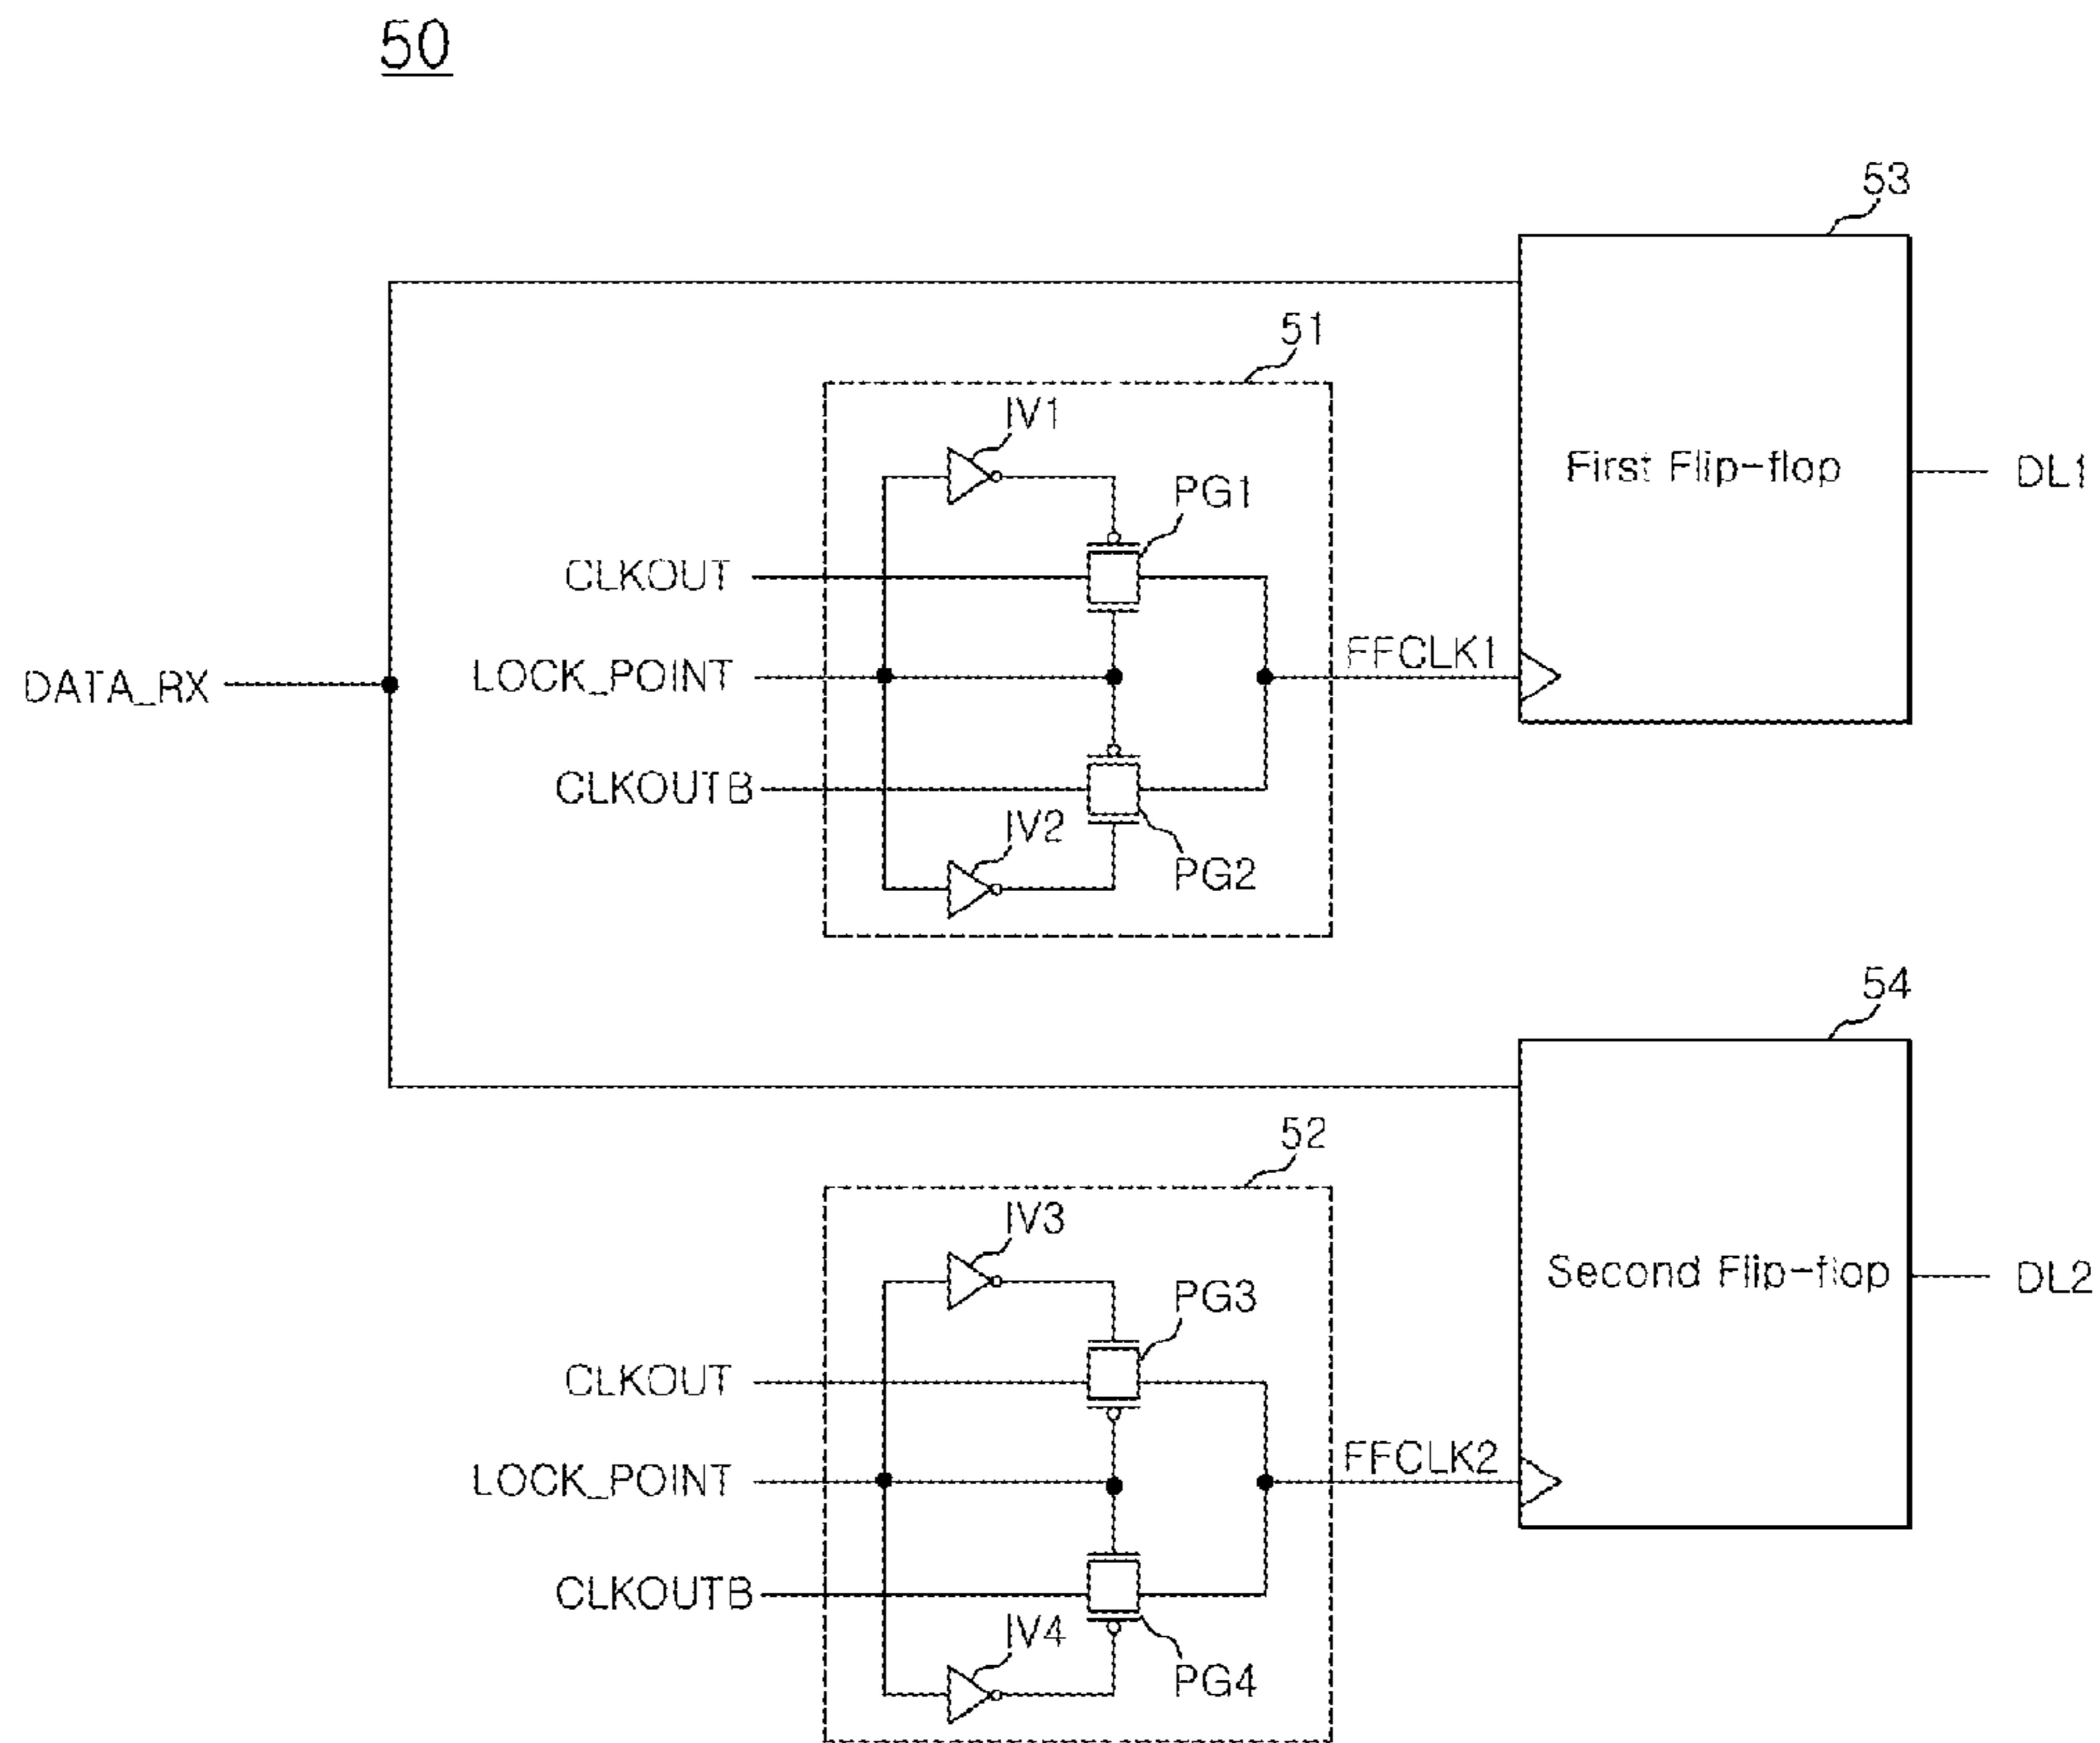 50
53
51
IV1
PG1
First Flip-flop
DL1
CLKOUT
FFCLK1
LOCK_POINT
DATA_RX
CLKOUTB
IV2
PG2
54
52
IV3
PG3
Second Flip-flop
DL2
CLKOUT
FFCLK2
LOCK_POINT
CLKOUTB
IV4
PG4